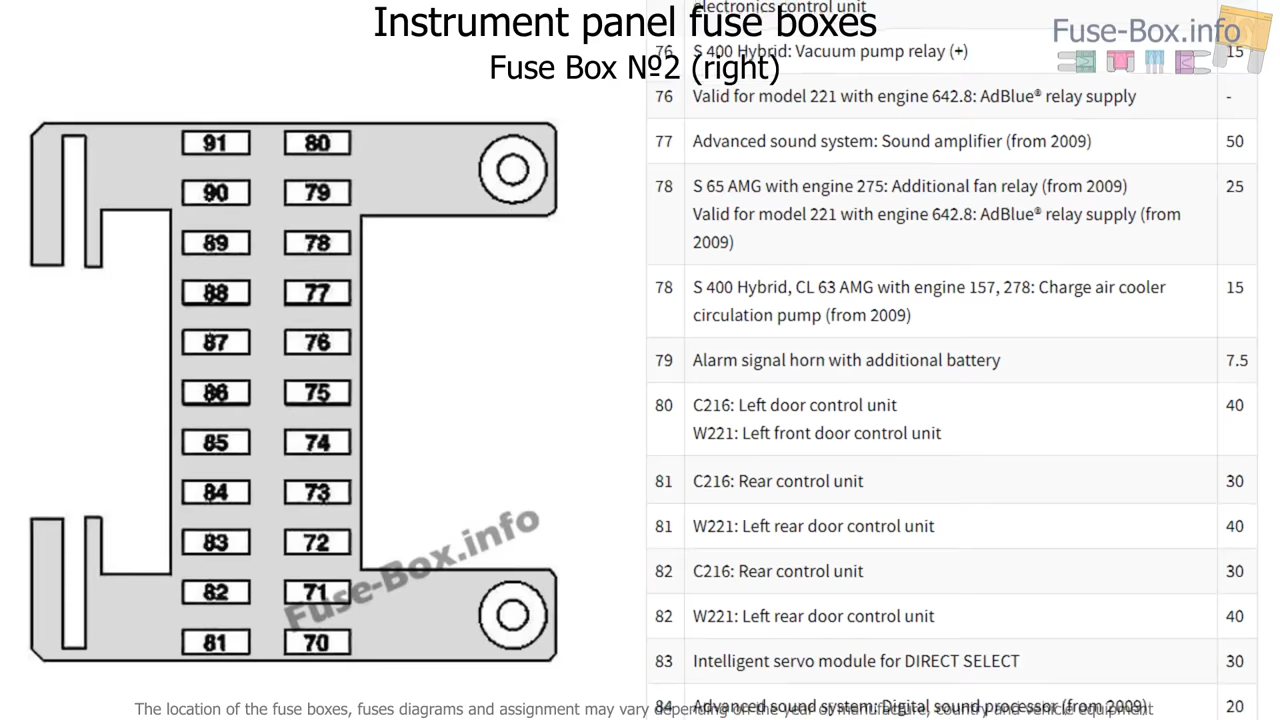 Instrument panel fuse boxes
Fuse Box №2 (right)
Fuse-Box.info
91 80
90 79
89 78
88 77
87 76
86 75
85 74
84 73
83 72
82 71
81 70
Fuse-Box.info
electronics control unit
76 S 400 Hybrid: Vacuum pump relay (+) 15
76 Valid for model 221 with engine 642.8: AdBlue® relay supply -
77 Advanced sound system: Sound amplifier (from 2009) 50
78 S 65 AMG with engine 275: Additional fan relay (from 2009) 25
Valid for model 221 with engine 642.8: AdBlue® relay supply (from
2009)
78 S 400 Hybrid, CL 63 AMG with engine 157, 278: Charge air cooler 15
circulation pump (from 2009)
79 Alarm signal horn with additional battery 7.5
80 C216: Left door control unit 40
W221: Left front door control unit
81 C216: Rear control unit 30
81 W221: Left rear door control unit 40
82 C216: Rear control unit 30
82 W221: Left rear door control unit 40
83 Intelligent servo module for DIRECT SELECT 30
84 Advanced sound system: Digital sound processor (from 2009) 20
The location of the fuse boxes, fuses diagrams and assignment may vary depending on the year of manufacture, country and vehicle equipment